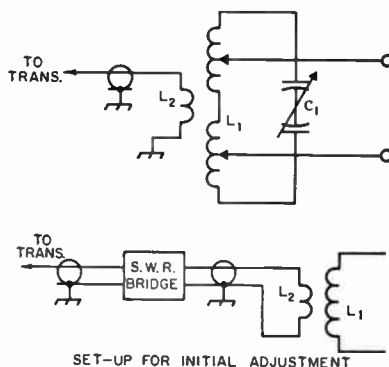 TO
TRANS.
L2
L1
C1
TO
TRANS.
S.W.R.
BRIDGE
L2
L1
SET-UP FOR INITIAL ADJUSTMENT